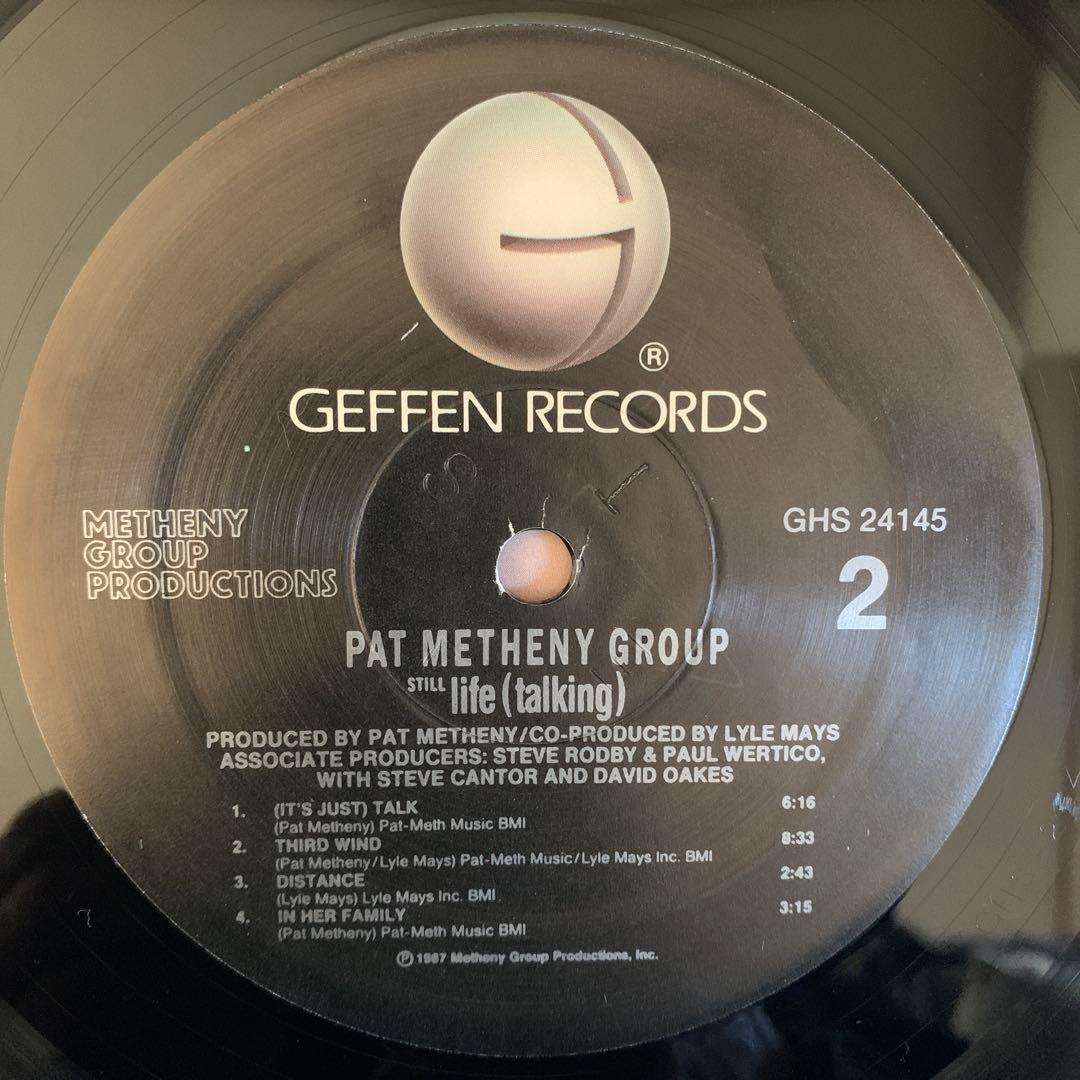 G
®
GEFFEN RECORDS
METHENY
GROUP
PRODUCTIONS
GHS 24145
2
PAT METHENY GROUP
STILL life (talking)
PRODUCED BY PAT METHENY/CO-PRODUCED BY LYLE MAYS
ASSOCIATE PRODUCERS: STEVE RODBY & PAUL WERTICO,
WITH STEVE CANTOR AND DAVID OAKES
1. (IT'S JUST) TALK 6:16
(Pat Metheny) Pat-Meth Music BMI
2. THIRD WIND 8:33
(Pat Metheny/Lyle Mays) Pat-Meth Music/Lyle Mays Inc. BMI
3. DISTANCE 2:43
(Lyle Mays) Lyle Mays Inc. BMI
4. IN HER FAMILY 3:15
(Pat Metheny) Pat-Meth Music BMI
℗ 1987 Metheny Group Productions, Inc.